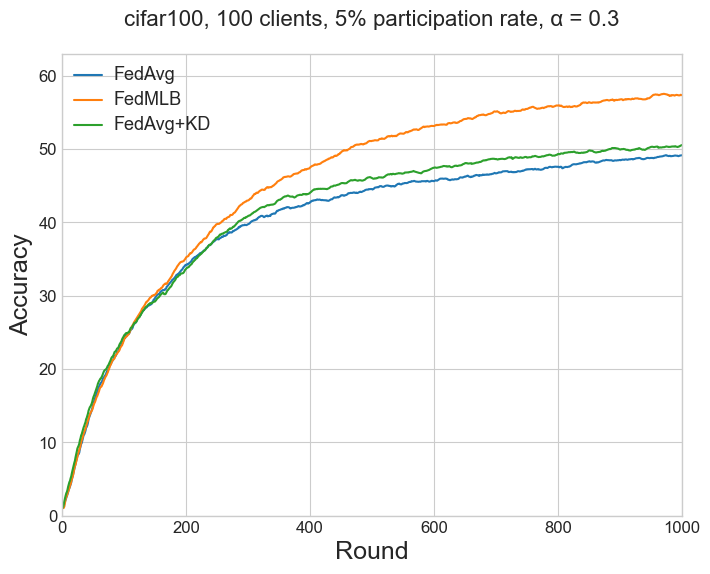 cifar100, 100 clients, 5% participation rate, α = 0.3
FedAvg
FedMLB
FedAvg+KD
Accuracy
60
50
40
30
20
10
0
0 200 400 600 800 1000
Round